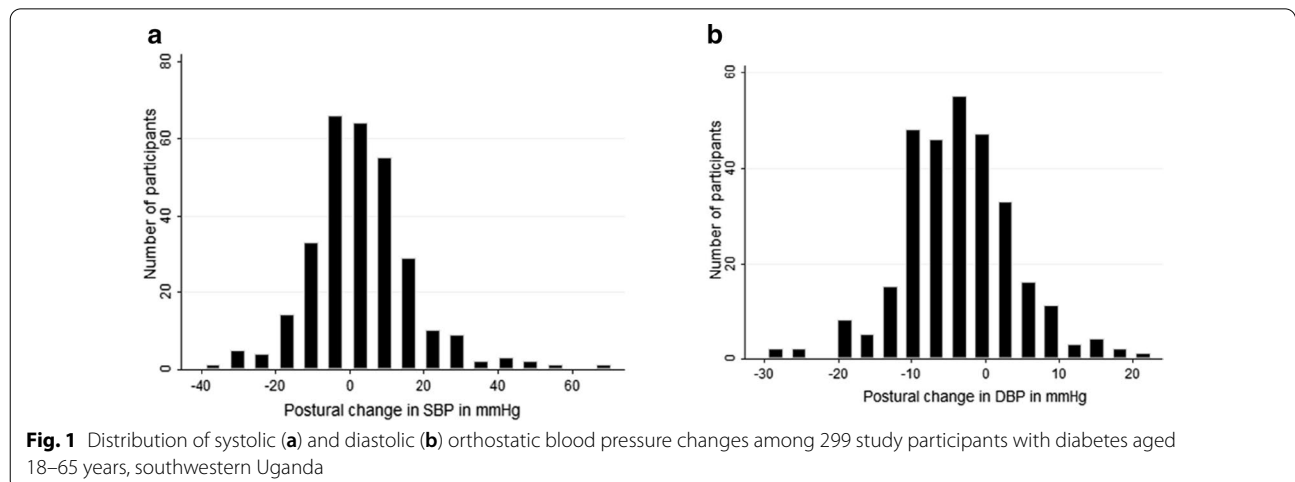 a
b
80
60
40
20
0
Number of participants
-40
-20
0
20
40
60
Postural change in SBP in mmHg
60
40
20
0
Number of participants
-30
-20
-10
0
10
20
Postural change in DBP in mmHg
Fig. 1 Distribution of systolic (a) and diastolic (b) orthostatic blood pressure changes among 299 study participants with diabetes aged
18–65 years, southwestern Uganda